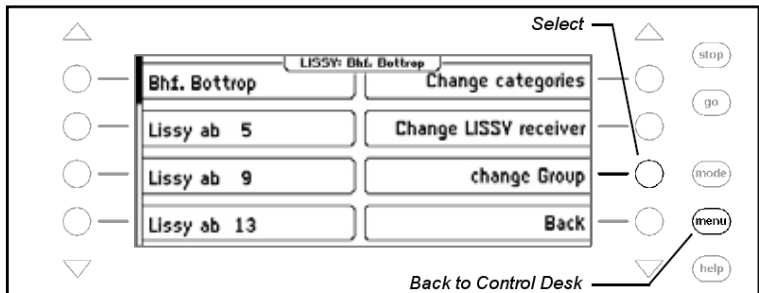 Select
stop
LISSY: Bhf. Bottrop
Bhf. Bottrop
Change categories
go
Lissy ab 5
Change LISSY receiver
Lissy ab 9
change Group
mode
Lissy ab 13
Back
menu
Back to Control Desk
help